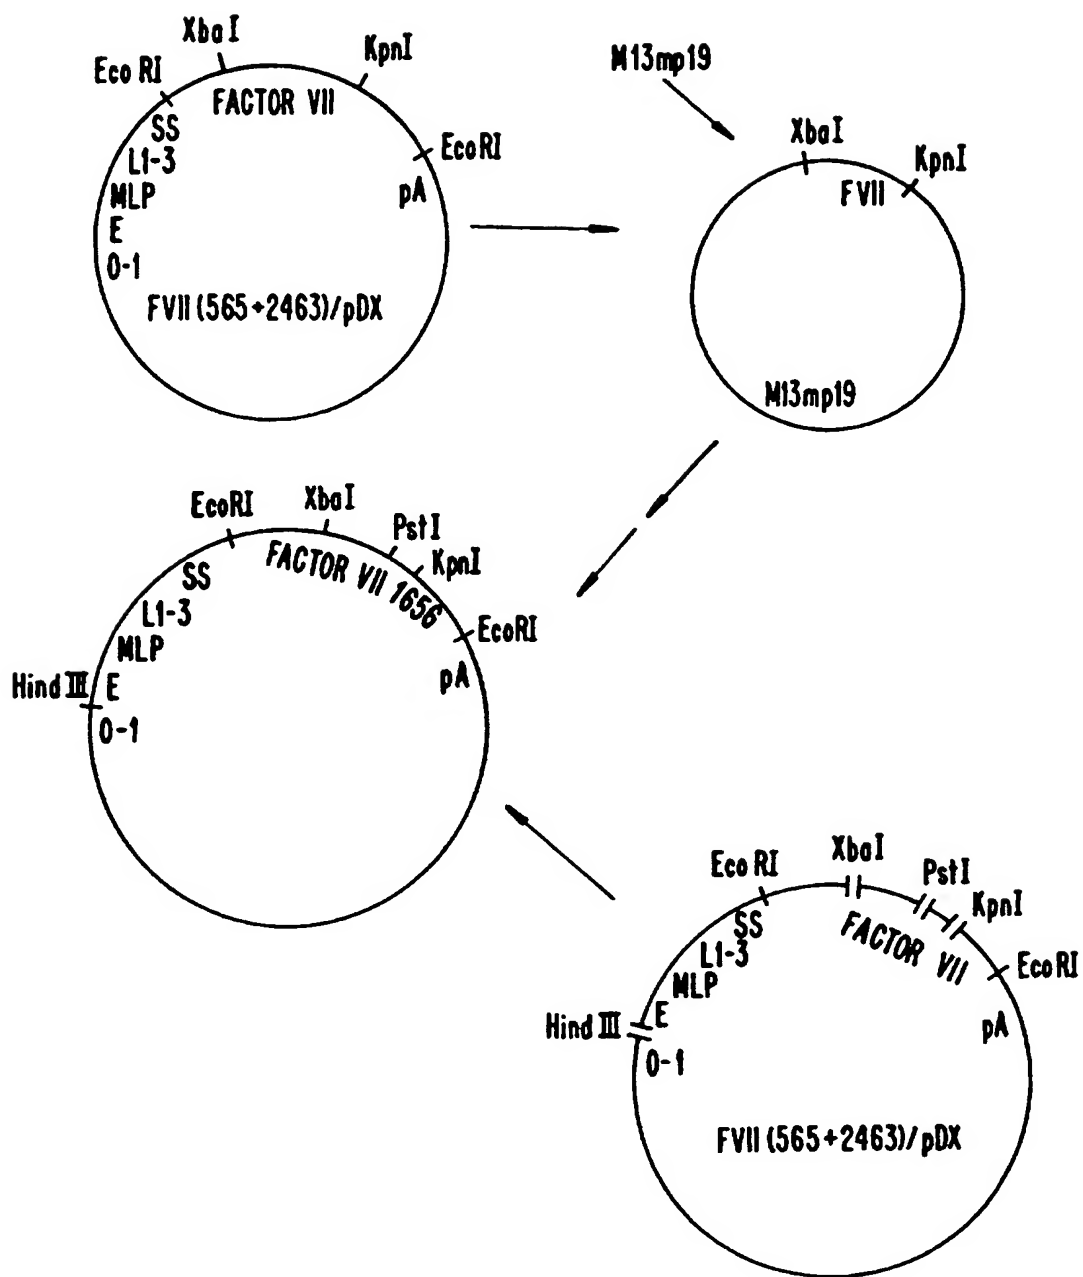 XbaI
KpnI
Eco RI
FACTOR VII
EcoRI
SS
L1-3
MLP
E
0-1
pA
FVII (565+2463)/pDX
M13mp19
XbaI
KpnI
FVII
M13mp19
EcoRI
XbaI
PstI
KpnI
FACTOR VII 1656
EcoRI
SS
L1-3
MLP
Hind III
E
0-1
pA
Eco RI
XbaI
PstI
KpnI
FACTOR VII
EcoRI
SS
L1-3
MLP
Hind III
E
0-1
pA
FVII (565+2463)/pDX